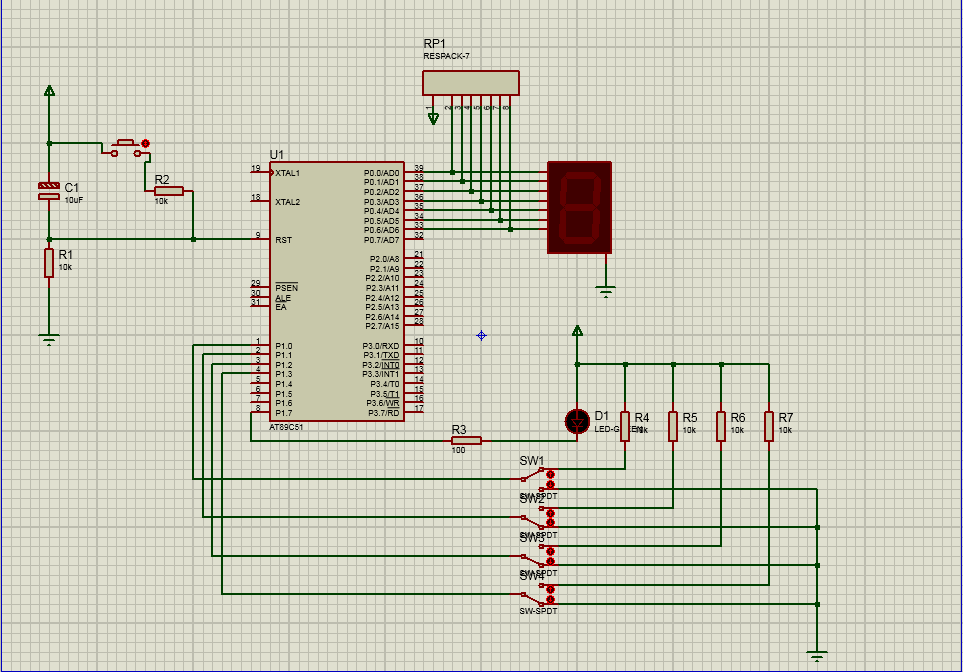 RP1
RESPACK-7
1
2
3
4
5
6
7
8
C1
10uF
R2
10k
R1
10k
U1
19
XTAL1
18
XTAL2
9
RST
29
PSEN
30
ALE
31
EA
1
P1.0
2
P1.1
3
P1.2
4
P1.3
5
P1.4
6
P1.5
7
P1.6
8
P1.7
P0.0/AD0
39
P0.1/AD1
38
P0.2/AD2
37
P0.3/AD3
36
P0.4/AD4
35
P0.5/AD5
34
P0.6/AD6
33
P0.7/AD7
32
P2.0/A8
21
P2.1/A9
22
P2.2/A10
23
P2.3/A11
24
P2.4/A12
25
P2.5/A13
26
P2.6/A14
27
P2.7/A15
28
P3.0/RXD
10
P3.1/TXD
11
P3.2/INT0
12
P3.3/INT1
13
P3.4/T0
14
P3.5/T1
15
P3.6/WR
16
P3.7/RD
17
AT89C51
R3
100
D1
LED-G
R4
R5
10k
R6
10k
R7
10k
SW1
SW-SPDT
SW2
SW-SPDT
SW3
SW-SPDT
SW4
SW-SPDT